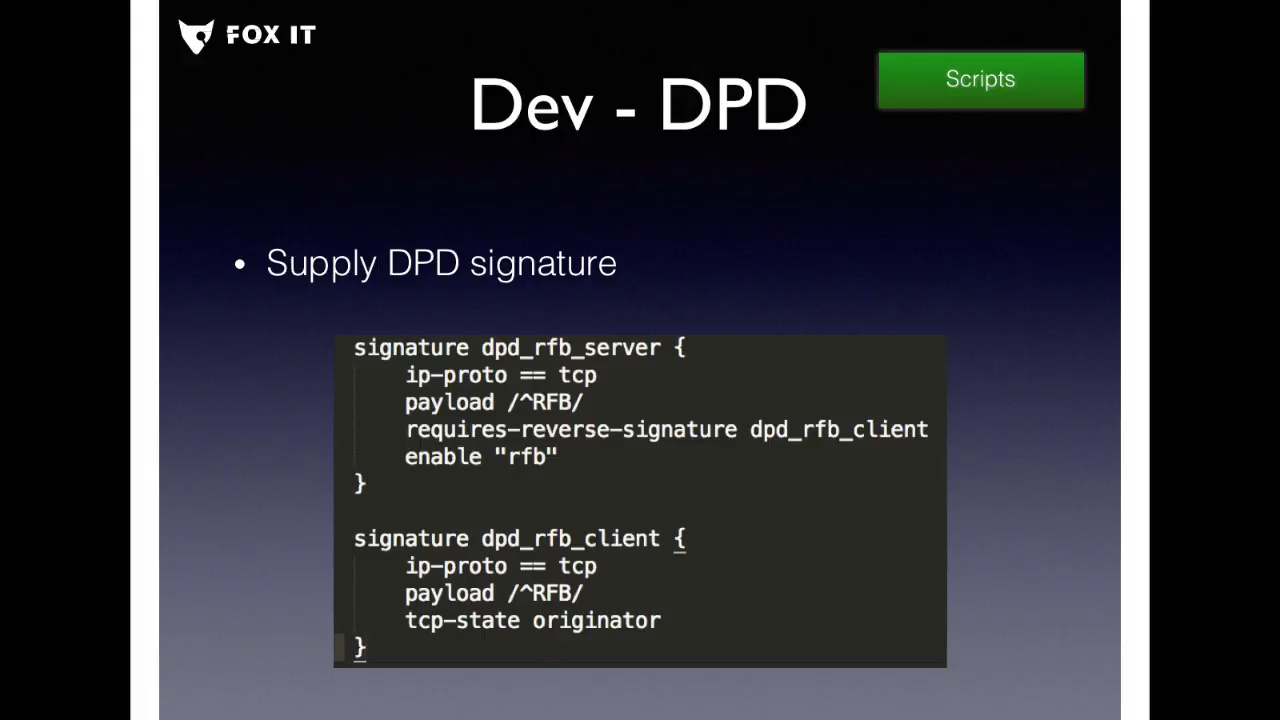 FOX IT
Scripts
Dev - DPD
• Supply DPD signature
signature dpd_rfb_server {
    ip-proto == tcp
    payload /^RFB/
    requires-reverse-signature dpd_rfb_client
    enable "rfb"
}

signature dpd_rfb_client {
    ip-proto == tcp
    payload /^RFB/
    tcp-state originator
}